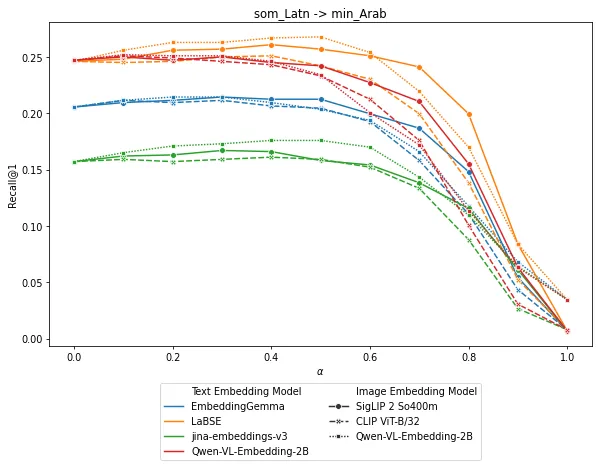 som_Latn -> min_Arab
Recall@1
0.25
0.20
0.15
0.10
0.05
0.00
0.0 0.2 0.4 0.6 0.8 1.0
α
Text Embedding Model Image Embedding Model
EmbeddingGemma SigLIP 2 So400m
LaBSE CLIP ViT-B/32
jina-embeddings-v3 Qwen-VL-Embedding-2B
Qwen-VL-Embedding-2B